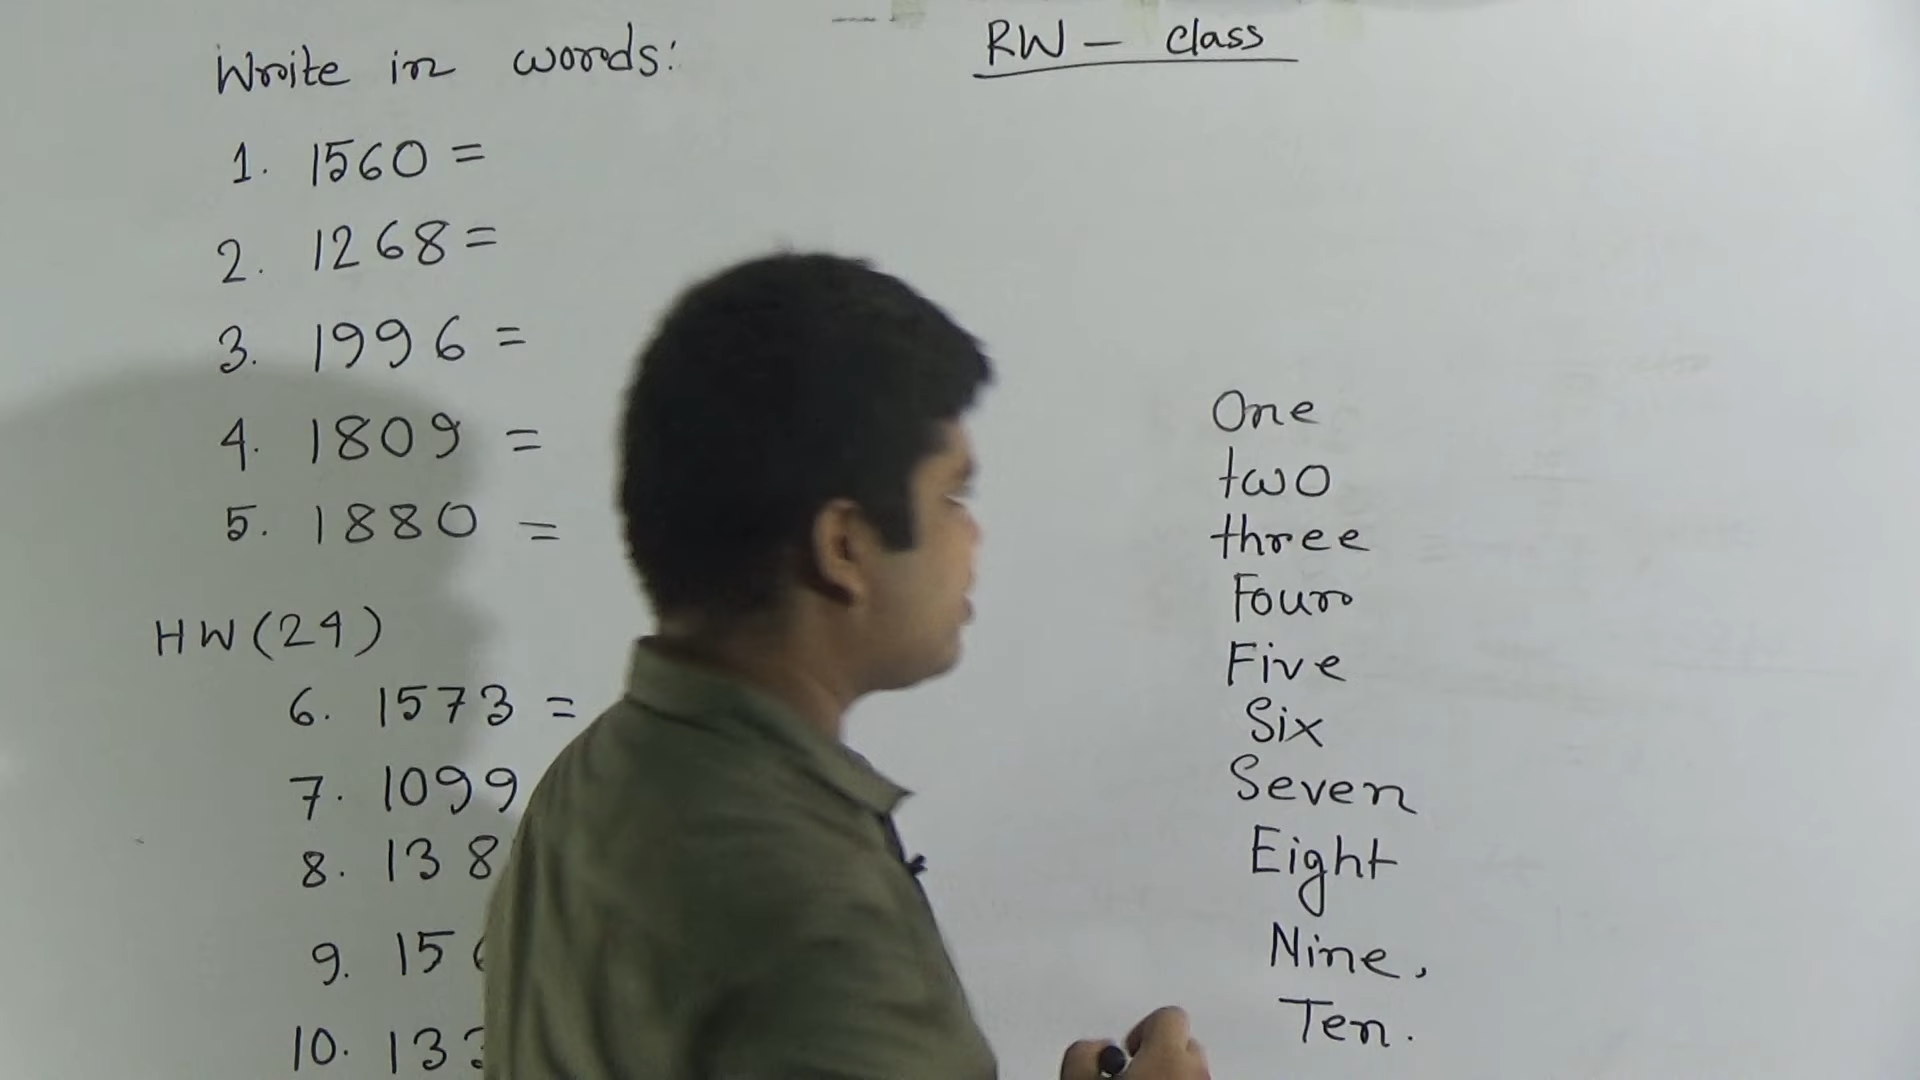 Write in words:
RW - class
1. 1560 =
2. 1268 =
3. 1996 =
4. 1809 =
5. 1880 =
HW (24)
6. 1573 =
7. 1099
8. 138
9. 15
10. 13
One
two
three
Four
Five
Six
Seven
Eight
Nine,
Ten.